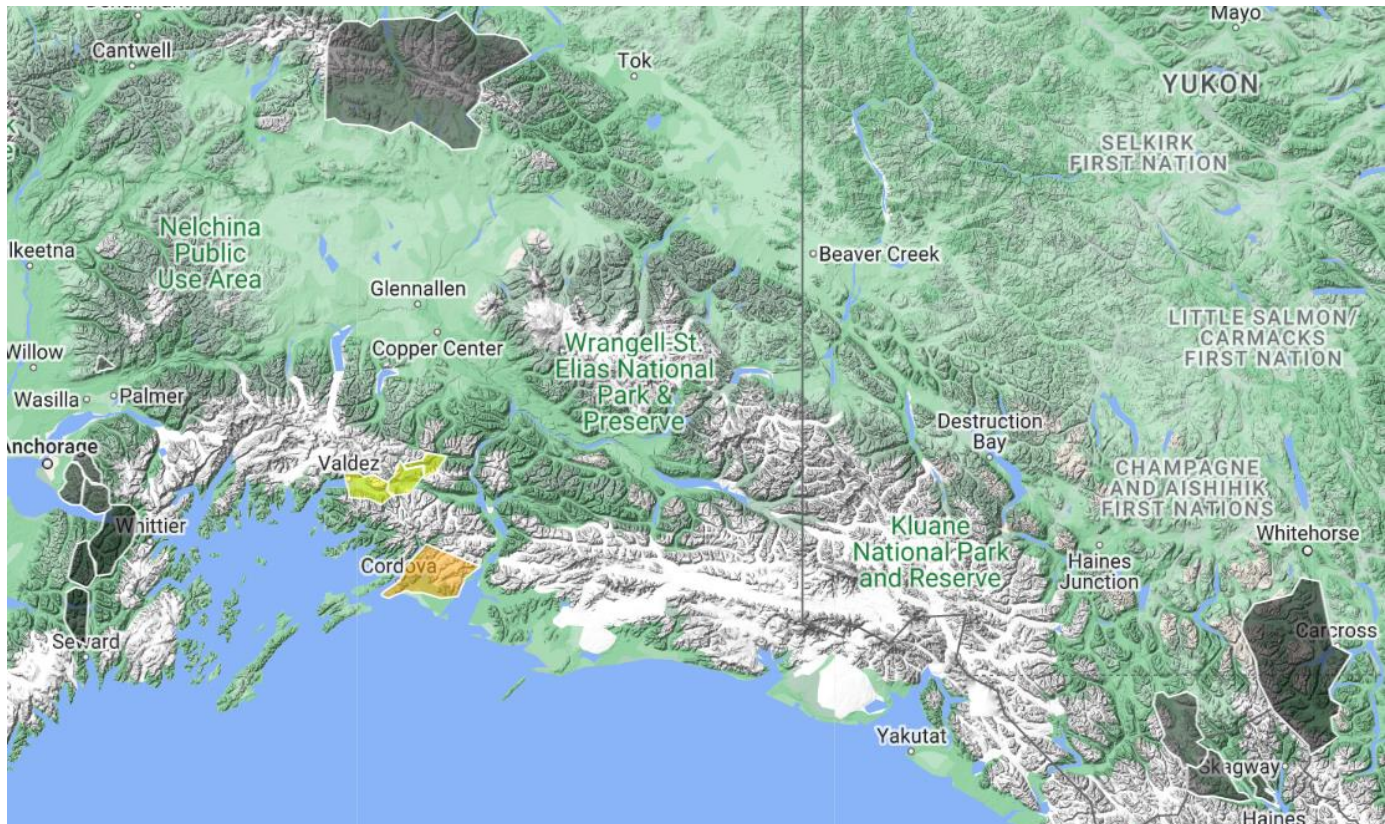 Mayo
Cantwell
Tok
YUKON
SELKIRK
FIRST NATION
Nelchina
Public
Use Area
lkeetna
Beaver Creek
Glennallen
LITTLE SALMON/
CARMACKS
FIRST NATION
Willow
Copper Center
Wrangell-St.
Elias National
Park &
Preserve
Wasilla
Palmer
Destruction
Bay
Anchorage
Valdez
CHAMPAGNE
AND AISHIHIK
FIRST NATIONS
Whittier
Kluane
National Park
and Reserve
Whitehorse
Cordova
Haines
Junction
Seward
Carcross
Yakutat
Skagway
Haines